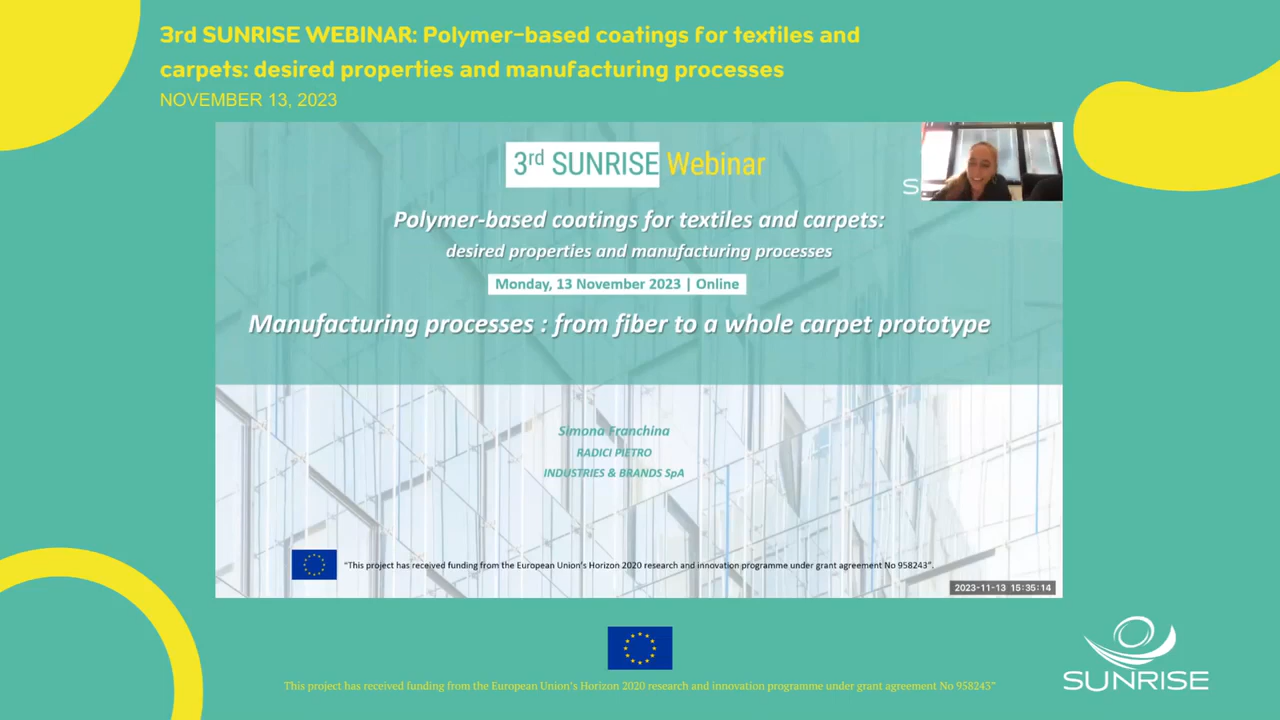 3rd SUNRISE WEBINAR: Polymer-based coatings for textiles and
carpets: desired properties and manufacturing processes
NOVEMBER 13, 2023
3rd SUNRISE Webinar
S
Polymer-based coatings for textiles and carpets:
desired properties and manufacturing processes
Monday, 13 November 2023 | Online
Manufacturing processes : from fiber to a whole carpet prototype
Simona Franchina
RADICI PIETRO
INDUSTRIES & BRANDS SpA
"This project has received funding from the European Union's Horizon 2020 research and innovation programme under grant agreement No 958243".
2023-11-13 15:35:14
This project has received funding from the European Union's Horizon 2020 research and innovation programme under grant agreement No 958243"
SUNRISE